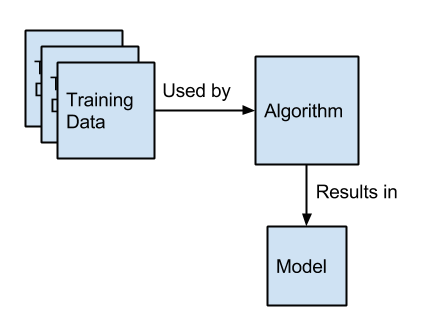 Training
Data
Used by
Algorithm
Results in
Model